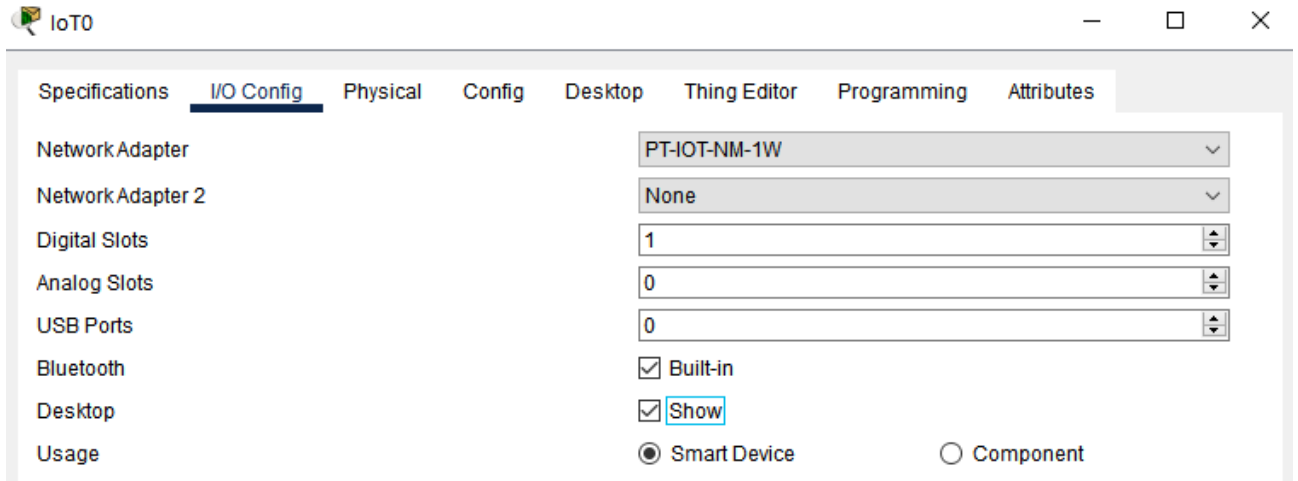 IoT0
Specifications I/O Config Physical Config Desktop Thing Editor Programming Attributes
Network Adapter PT-IOT-NM-1W
Network Adapter 2 None
Digital Slots 1
Analog Slots 0
USB Ports 0
Bluetooth Built-in
Desktop Show
Usage Smart Device Component